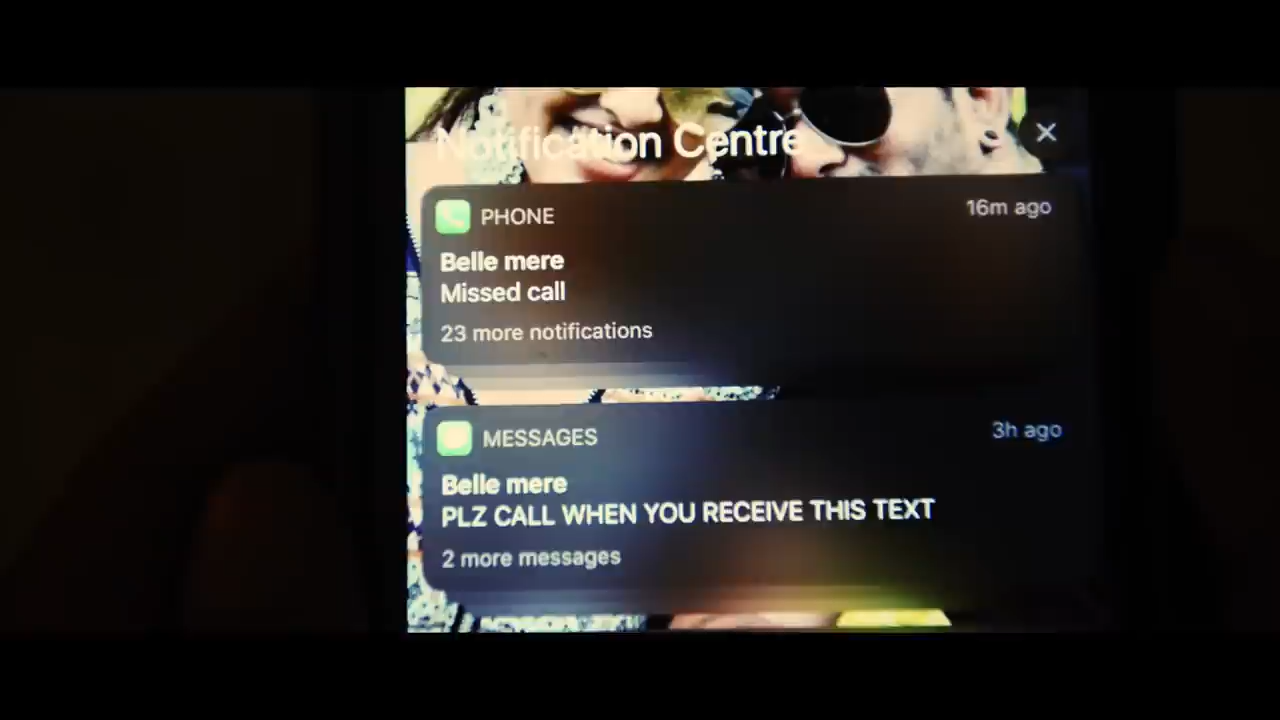 Notification Centre
PHONE
16m ago
Belle mere
Missed call
23 more notifications
MESSAGES
3h ago
Belle mere
PLZ CALL WHEN YOU RECEIVE THIS TEXT
2 more messages